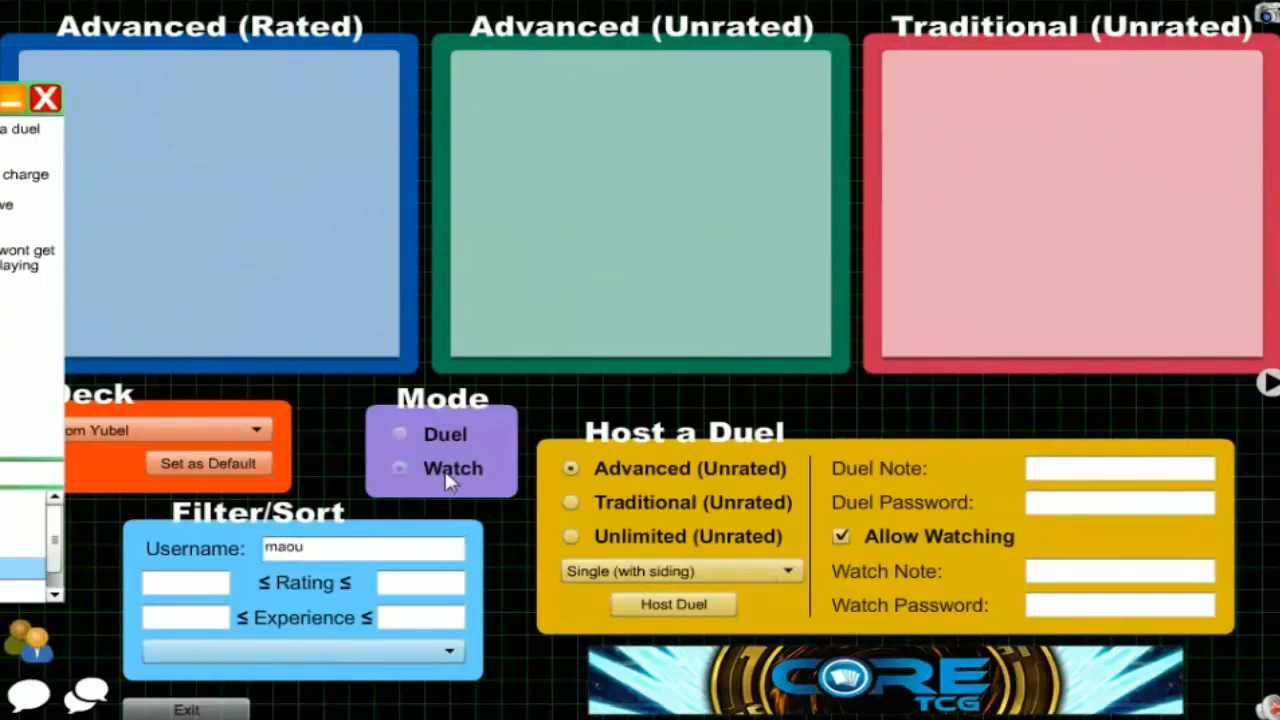 Advanced (Rated)
Advanced (Unrated)
Traditional (Unrated)
X
a duel
charge
we
wont get
laying
Deck
om Yubel
Set as Default
Mode
Duel
Watch
Filter/Sort
Username: maou
≤ Rating ≤
≤ Experience ≤
Exit
Host a Duel
Advanced (Unrated)
Traditional (Unrated)
Unlimited (Unrated)
Single (with siding)
Host Duel
Duel Note:
Duel Password:
Allow Watching
Watch Note:
Watch Password:
CORE
TCG